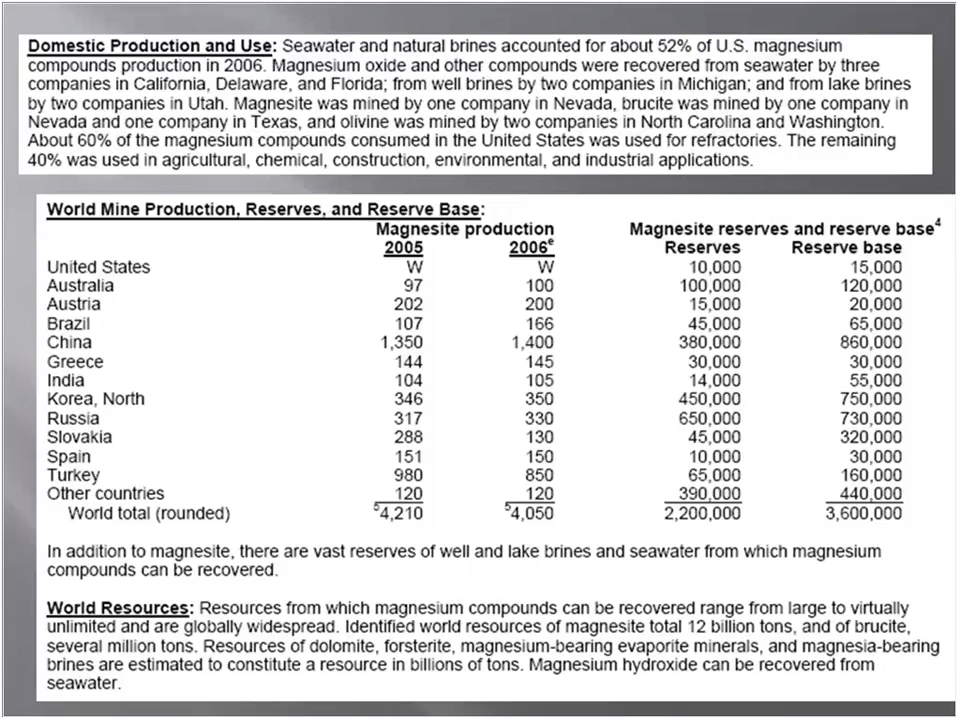 Domestic Production and Use: Seawater and natural brines accounted for about 52% of U.S. magnesium
compounds production in 2006. Magnesium oxide and other compounds were recovered from seawater by three
companies in California, Delaware, and Florida; from well brines by two companies in Michigan; and from lake brines
by two companies in Utah. Magnesite was mined by one company in Nevada, brucite was mined by one company in
Nevada and one company in Texas, and olivine was mined by two companies in North Carolina and Washington.
About 60% of the magnesium compounds consumed in the United States was used for refractories. The remaining
40% was used in agricultural, chemical, construction, environmental, and industrial applications.
World Mine Production, Reserves, and Reserve Base:
Magnesite production Magnesite reserves and reserve base4
2005 2006e Reserves Reserve base
United States W W 10,000 15,000
Australia 97 100 100,000 120,000
Austria 202 200 15,000 20,000
Brazil 107 166 45,000 65,000
China 1,350 1,400 380,000 860,000
Greece 144 145 30,000 30,000
India 104 105 14,000 55,000
Korea, North 346 350 450,000 750,000
Russia 317 330 650,000 730,000
Slovakia 288 130 45,000 320,000
Spain 151 150 10,000 30,000
Turkey 980 850 65,000 160,000
Other countries 120 120 390,000 440,000
World total (rounded) 54,210 54,050 2,200,000 3,600,000
In addition to magnesite, there are vast reserves of well and lake brines and seawater from which magnesium
compounds can be recovered.
World Resources: Resources from which magnesium compounds can be recovered range from large to virtually
unlimited and are globally widespread. Identified world resources of magnesite total 12 billion tons, and of brucite,
several million tons. Resources of dolomite, forsterite, magnesium-bearing evaporite minerals, and magnesia-bearing
brines are estimated to constitute a resource in billions of tons. Magnesium hydroxide can be recovered from
seawater.